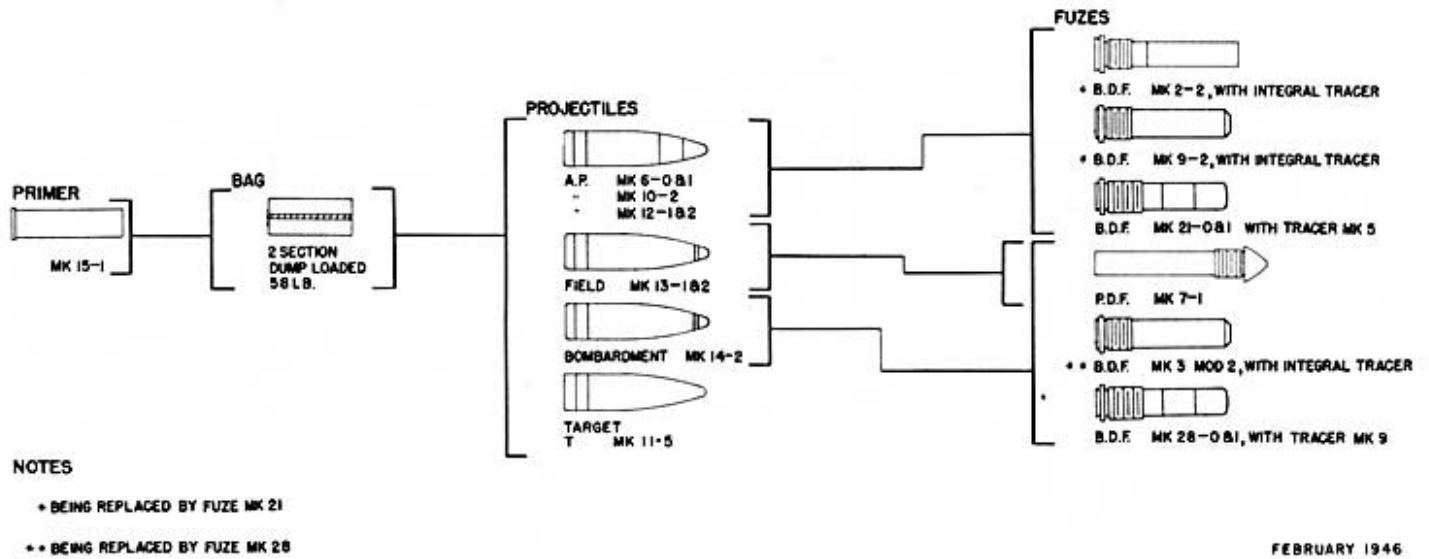 PRIMER
MK 15-1
BAG
2 SECTION
DUMP LOADED
58 LB.
PROJECTILES
A.P. MK 6-0&1
" MK 10-2
" MK 12-1&2
FIELD MK 13-1&2
BOMBARDMENT MK 14-2
TARGET
T MK 11-5
FUZES
* B.D.F. MK 2-2, WITH INTEGRAL TRACER
* B.D.F. MK 9-2, WITH INTEGRAL TRACER
B.D.F. MK 21-0&1 WITH TRACER MK 5
P.D.F. MK 7-1
** B.D.F. MK 3 MOD 2, WITH INTEGRAL TRACER
B.D.F. MK 28-0&1, WITH TRACER MK 9
NOTES
* BEING REPLACED BY FUZE MK 21
** BEING REPLACED BY FUZE MK 28
FEBRUARY 1946